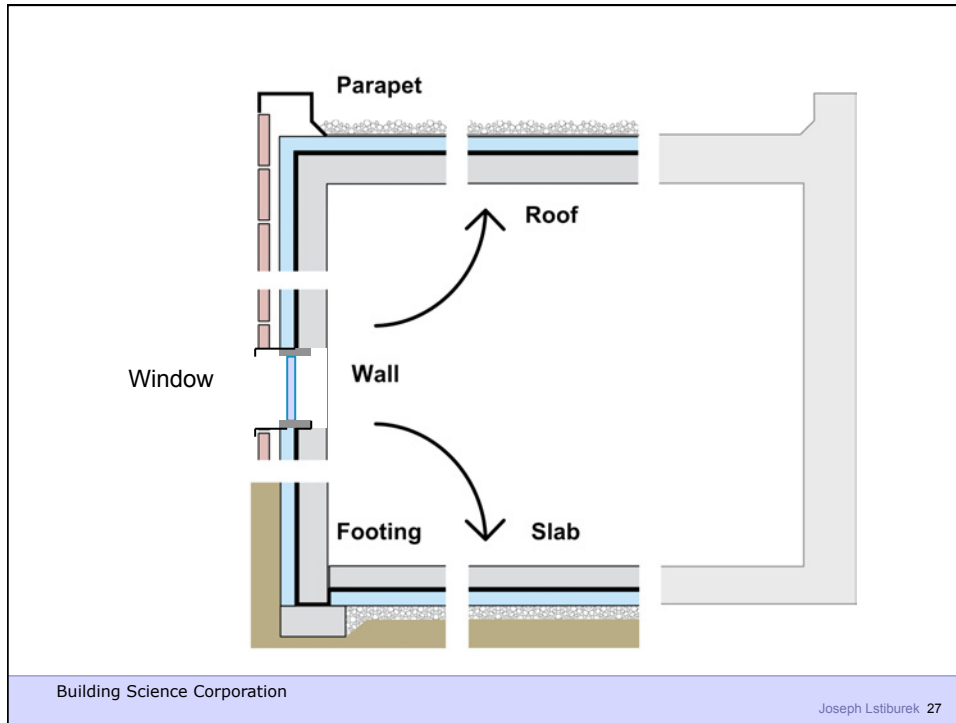 Parapet
Roof
Window
Wall
Footing
Slab
Building Science Corporation
Joseph Lstiburek 27